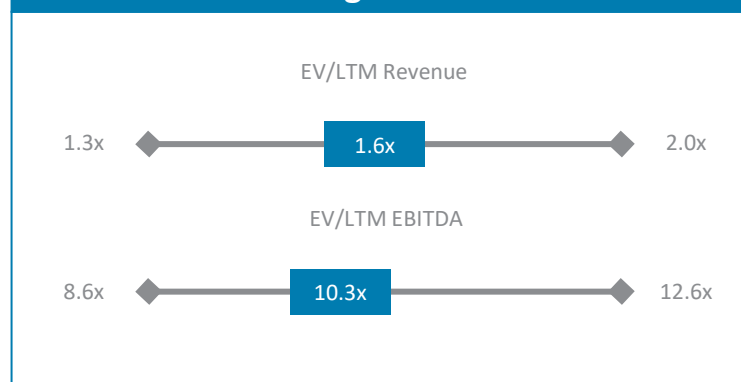 EV/LTM Revenue
1.3x 1.6x 2.0x
EV/LTM EBITDA
8.6x 10.3x 12.6x